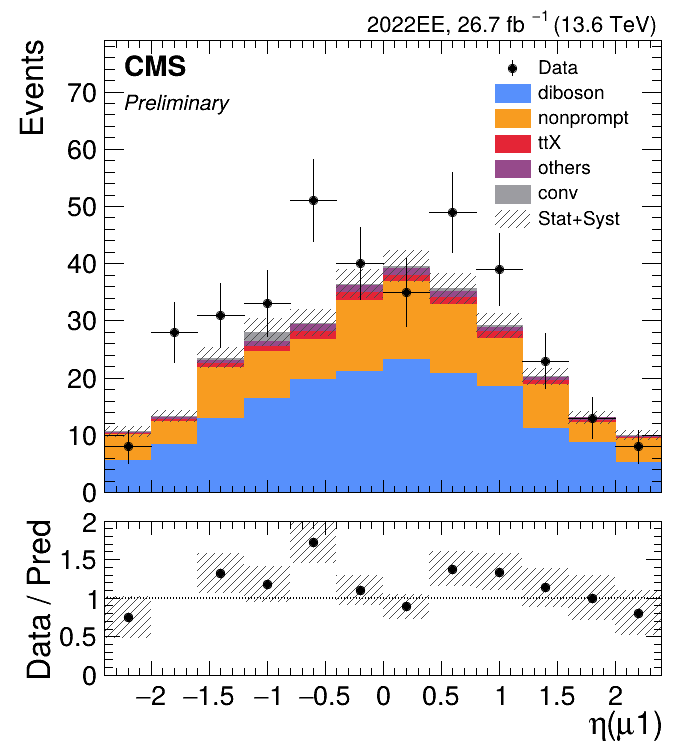 2022EE, 26.7 fb⁻¹ (13.6 TeV)
CMS
Preliminary
Events
70
60
50
40
30
20
10
0
Data
diboson
nonprompt
ttX
others
conv
Stat+Syst
Data / Pred
2
1.5
1
0.5
0
−2 −1.5 −1 −0.5 0 0.5 1 1.5 2
η(μ1)